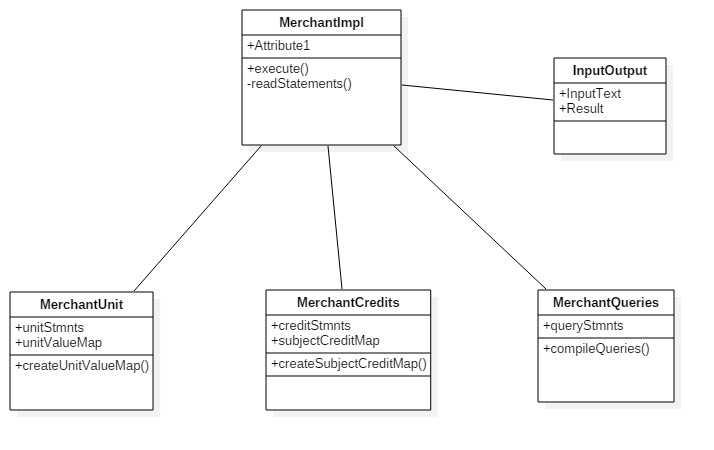 MerchantImpl
+Attribute1
+execute()
-readStatements()
InputOutput
+InputText
+Result
MerchantUnit
+unitStmnts
+unitValueMap
+createUnitValueMap()
MerchantCredits
+creditStmnts
+subjectCreditMap
+createSubjectCreditMap()
MerchantQueries
+queryStmnts
+compileQueries()